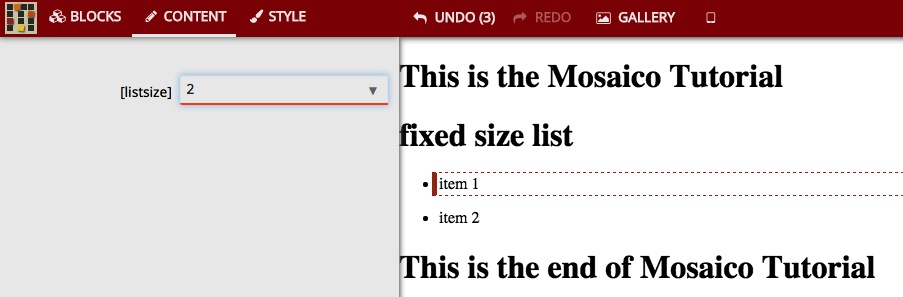 BLOCKS CONTENT STYLE UNDO (3) REDO GALLERY
[listsize] 2
This is the Mosaico Tutorial
fixed size list
item 1
item 2
This is the end of Mosaico Tutorial